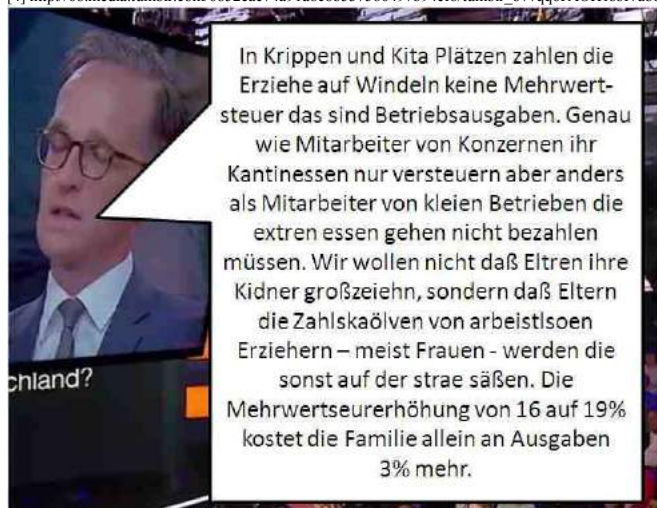 In Krippen und Kita Plätzen zahlen die
Erziehe auf Windeln keine Mehrwert-
steuer das sind Betriebsausgaben. Genau
wie Mitarbeiter von Konzernen ihr
Kantinessen nur versteuern aber anders
als Mitarbeiter von kleien Betrieben die
extren essen gehen nicht bezahlen
müssen. Wir wollen nicht daß Eltren ihre
Kidner großzeiehn, sondern daß Eltern
die Zahlskaölven von arbeistlsoen
Erziehern – meist Frauen - werden die
sonst auf der strae säßen. Die
Mehrwertseurerhöhung von 16 auf 19%
kostet die Familie allein an Ausgaben
3% mehr.
chland?